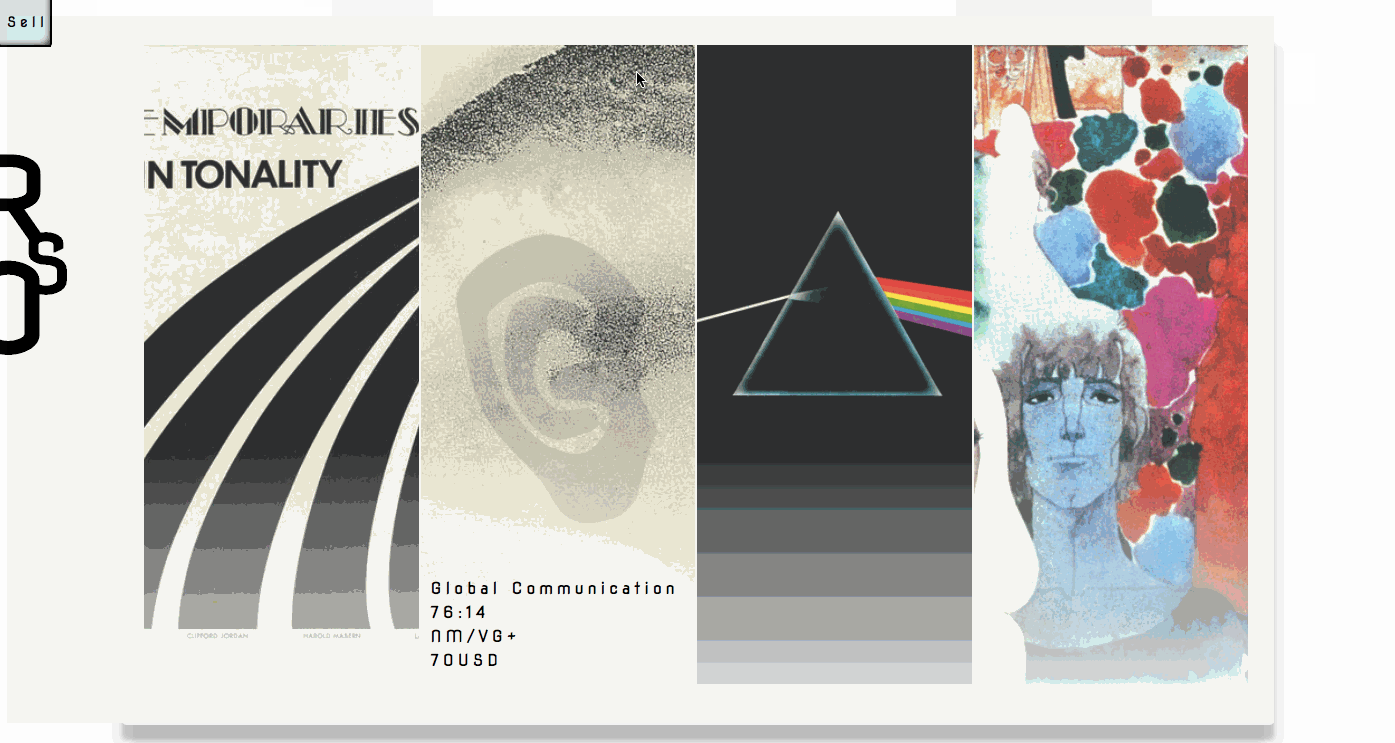 Sell
EMPORARIES
IN TONALITY
R
s
Global Communication
76:14
NM/VG+
70USD
CLIFFORD JORDAN HAROLD MABERN